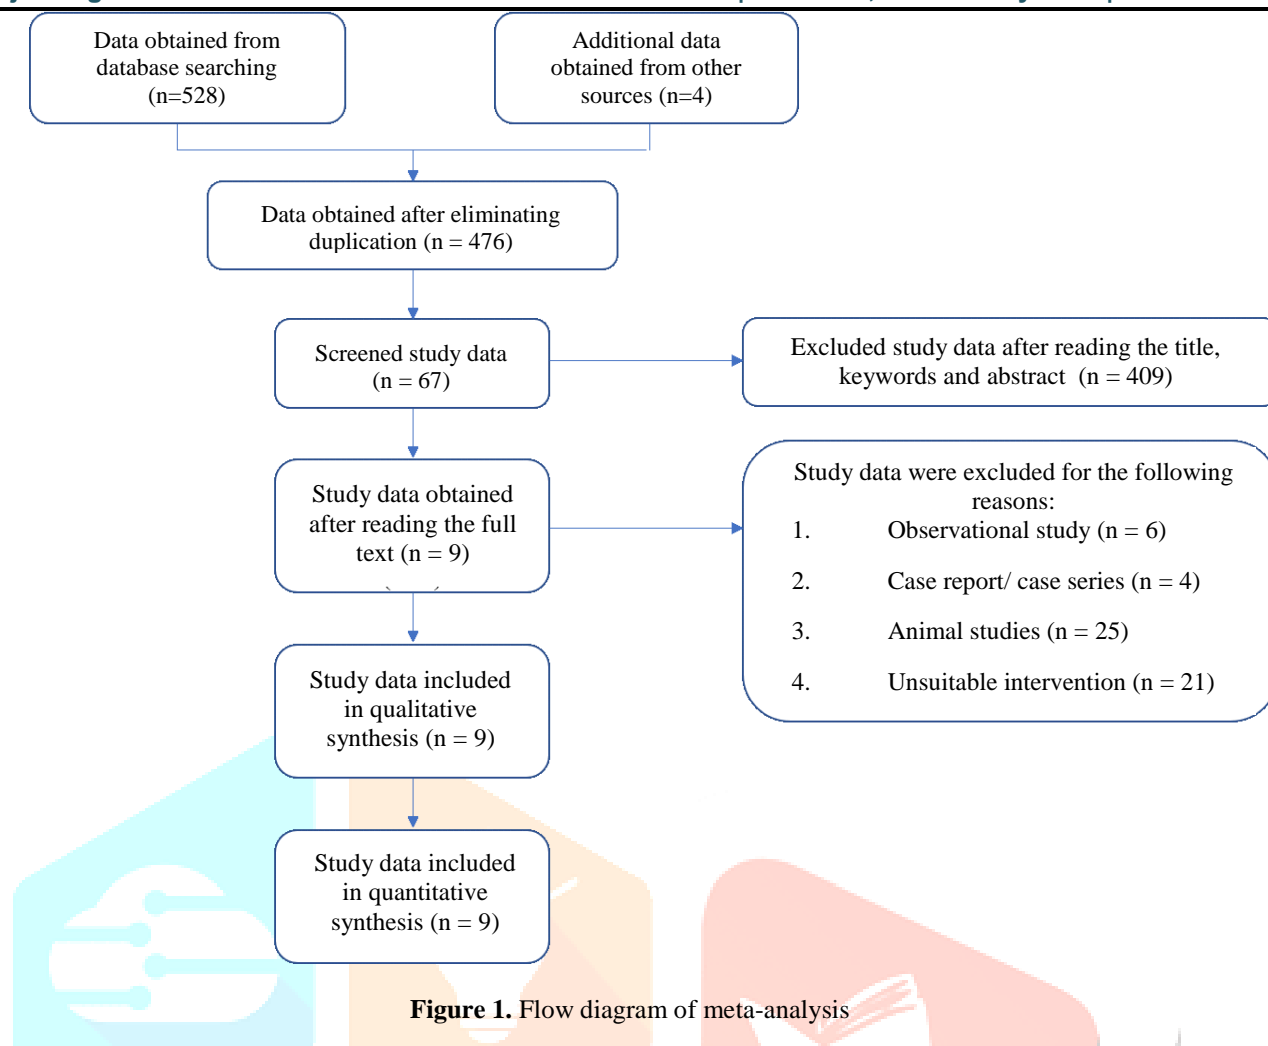 Data obtained from
database searching
(n=528)
Additional data
obtained from other
sources (n=4)
Data obtained after eliminating
duplication (n = 476)
Screened study data
(n = 67)
Excluded study data after reading the title,
keywords and abstract (n = 409)
Study data obtained
after reading the full
text (n = 9)
Study data were excluded for the following
reasons:
1. Observational study (n = 6)
2. Case report/ case series (n = 4)
3. Animal studies (n = 25)
4. Unsuitable intervention (n = 21)
Study data included
in qualitative
synthesis (n = 9)
Study data included
in quantitative
synthesis (n = 9)
Figure 1. Flow diagram of meta-analysis